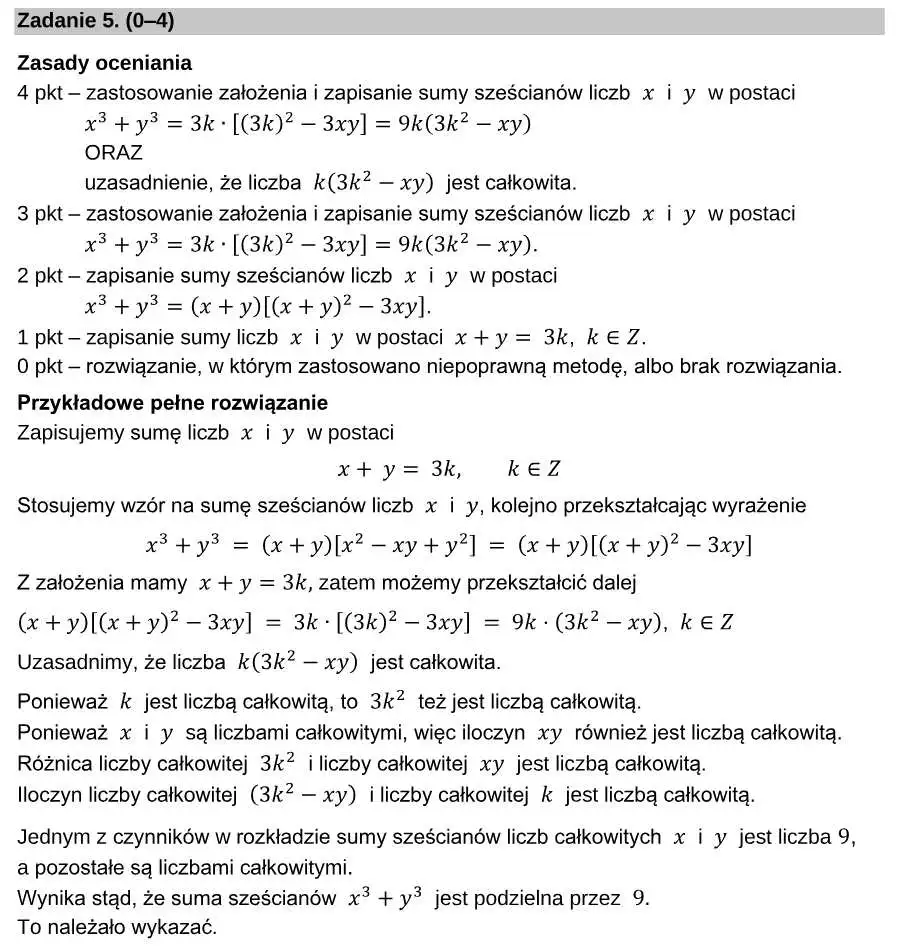 Zadanie 5. (0–4)
Zasady oceniania
4 pkt – zastosowanie założenia i zapisanie sumy sześcianów liczb x i y w postaci
x³ + y³ = 3k · [(3k)² − 3xy] = 9k(3k² − xy)
ORAZ
uzasadnienie, że liczba k(3k² − xy) jest całkowita.
3 pkt – zastosowanie założenia i zapisanie sumy sześcianów liczb x i y w postaci
x³ + y³ = 3k · [(3k)² − 3xy] = 9k(3k² − xy).
2 pkt – zapisanie sumy sześcianów liczb x i y w postaci
x³ + y³ = (x + y)[(x + y)² − 3xy].
1 pkt – zapisanie sumy liczb x i y w postaci x + y = 3k, k ∈ Z.
0 pkt – rozwiązanie, w którym zastosowano niepoprawną metodę, albo brak rozwiązania.
Przykładowe pełne rozwiązanie
Zapisujemy sumę liczb x i y w postaci
x + y = 3k, k ∈ Z
Stosujemy wzór na sumę sześcianów liczb x i y, kolejno przekształcając wyrażenie
x³ + y³ = (x + y)[x² − xy + y²] = (x + y)[(x + y)² − 3xy]
Z założenia mamy x + y = 3k, zatem możemy przekształcić dalej
(x + y)[(x + y)² − 3xy] = 3k · [(3k)² − 3xy] = 9k · (3k² − xy), k ∈ Z
Uzasadnimy, że liczba k(3k² − xy) jest całkowita.
Ponieważ k jest liczbą całkowitą, to 3k² też jest liczbą całkowitą.
Ponieważ x i y są liczbami całkowitymi, więc iloczyn xy również jest liczbą całkowitą.
Różnica liczby całkowitej 3k² i liczby całkowitej xy jest liczbą całkowitą.
Iloczyn liczby całkowitej (3k² − xy) i liczby całkowitej k jest liczbą całkowitą.
Jednym z czynników w rozkładzie sumy sześcianów liczb całkowitych x i y jest liczba 9,
a pozostałe są liczbami całkowitymi.
Wynika stąd, że suma sześcianów x³ + y³ jest podzielna przez 9.
To należało wykazać.